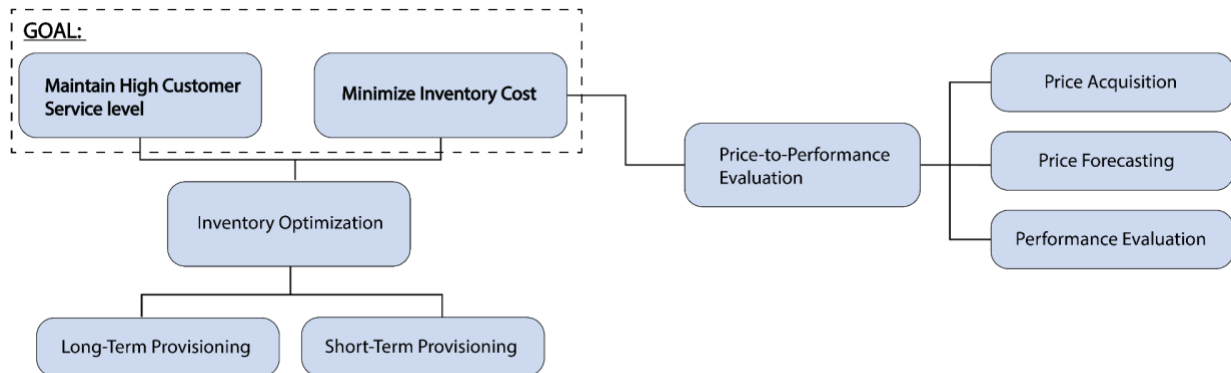 GOAL:
Maintain High Customer
Service level
Minimize Inventory Cost
Price Acquisition
Price-to-Performance
Evaluation
Price Forecasting
Inventory Optimization
Performance Evaluation
Long-Term Provisioning
Short-Term Provisioning